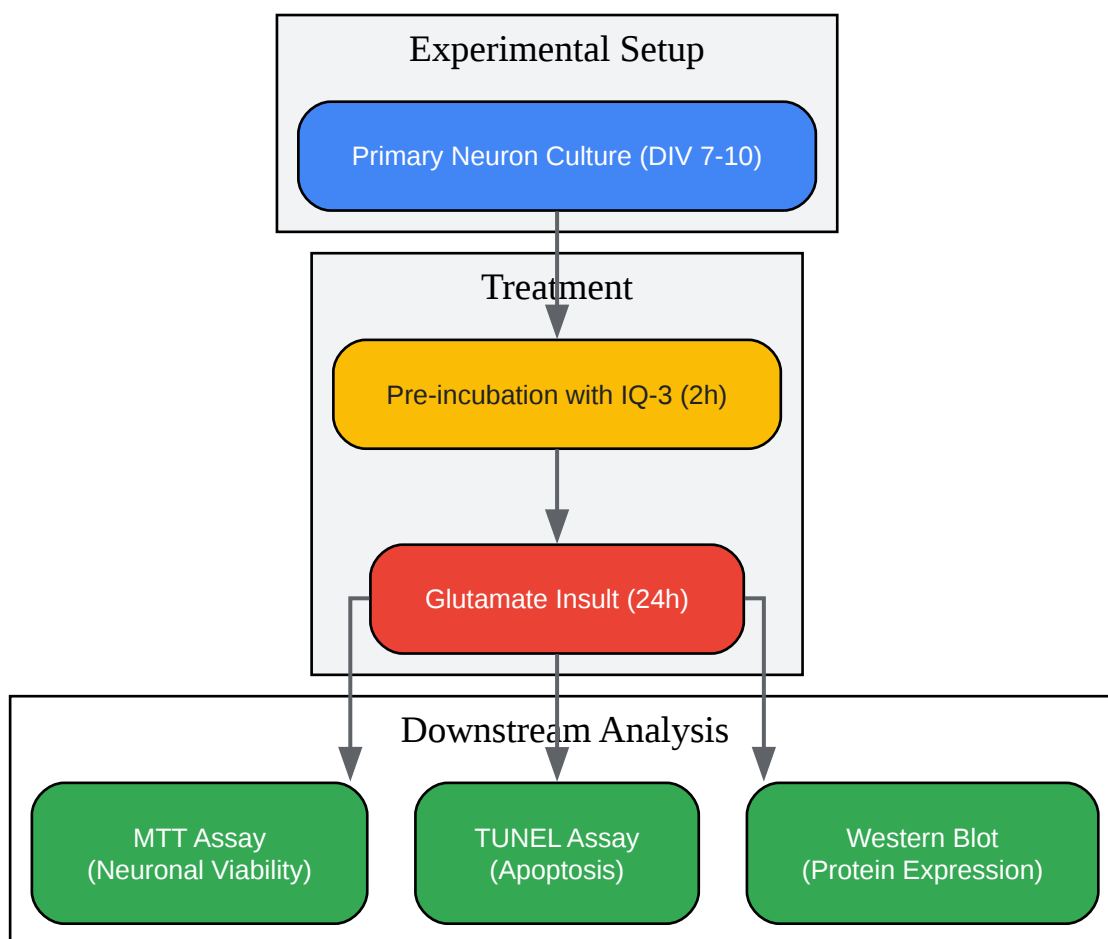 Experimental Setup
Primary Neuron Culture (DIV 7-10)
Treatment
Pre-incubation with IQ-3 (2h)
Glutamate Insult (24h)
Downstream Analysis
MTT Assay
(Neuronal Viability)
TUNEL Assay
(Apoptosis)
Western Blot
(Protein Expression)